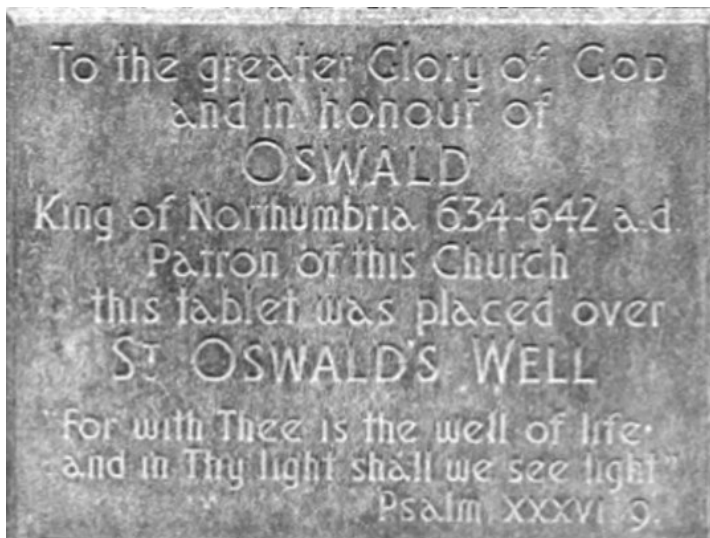 To the greater Glory of GOD
and in honour of
OSWALD
King of Northumbria 634-642 a.d.
Patron of this Church
this tablet was placed over
ST OSWALD'S WELL
"For with Thee is the well of life·
and in Thy light shall we see light"
Psalm XXXVI 9.